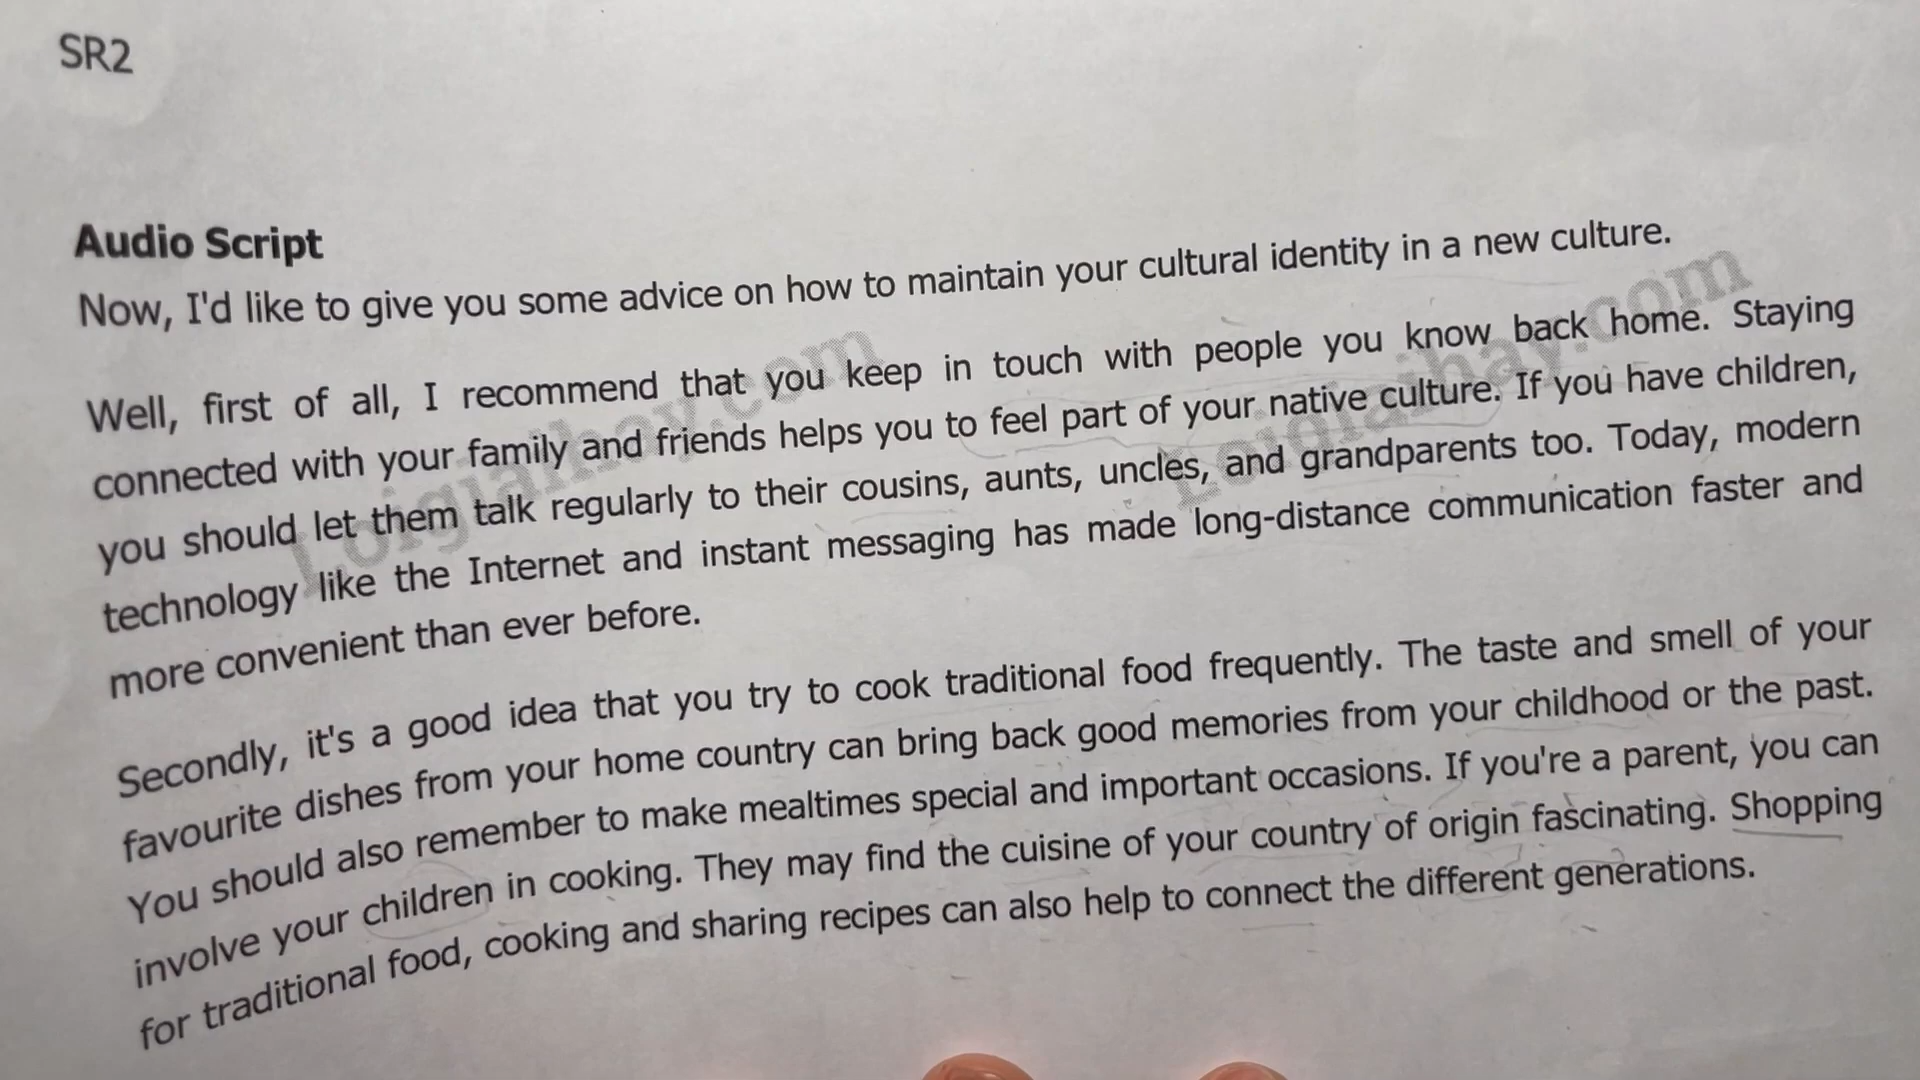 SR2
Audio Script
Now, I'd like to give you some advice on how to maintain your cultural identity in a new culture.
Well, first of all, I recommend that you keep in touch with people you know back home. Staying
connected with your family and friends helps you to feel part of your native culture. If you have children,
you should let them talk regularly to their cousins, aunts, uncles, and grandparents too. Today, modern
technology like the Internet and instant messaging has made long-distance communication faster and
more convenient than ever before.
Secondly, it's a good idea that you try to cook traditional food frequently. The taste and smell of your
favourite dishes from your home country can bring back good memories from your childhood or the past.
You should also remember to make mealtimes special and important occasions. If you're a parent, you can
involve your children in cooking. They may find the cuisine of your country of origin fascinating. Shopping
for traditional food, cooking and sharing recipes can also help to connect the different generations.
Loigiaihay.com
Loigiaihay.com